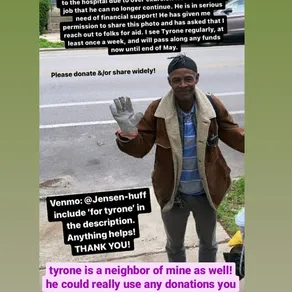 to the hospital due to over
job that he can no longer continue. He is in serious
need of financial support! He has given me
permission to share this photo and has asked that I
reach out to folks for aid. I see Tyrone regularly, at
least once a week, and will pass along any funds
now until end of May.
Please donate &/or share widely!
Venmo: @Jensen-huff
include 'for tyrone' in
the description.
Anything helps!
THANK YOU!
tyrone is a neighbor of mine as well!
he could really use any donations you